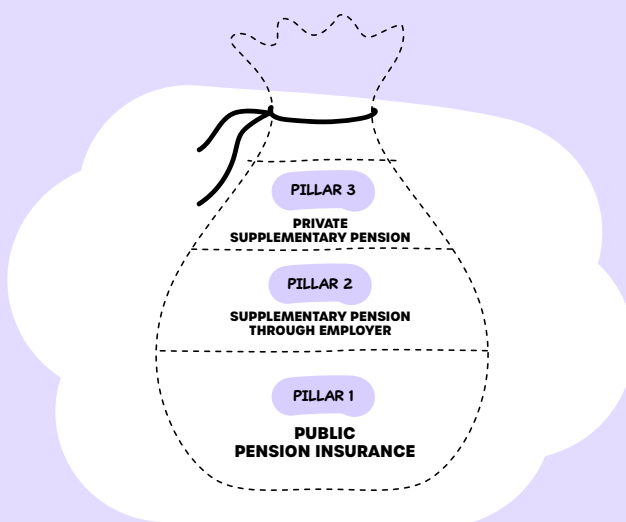 PILLAR 3
PRIVATE
SUPPLEMENTARY PENSION
PILLAR 2
SUPPLEMENTARY PENSION
THROUGH EMPLOYER
PILLAR 1
PUBLIC
PENSION INSURANCE